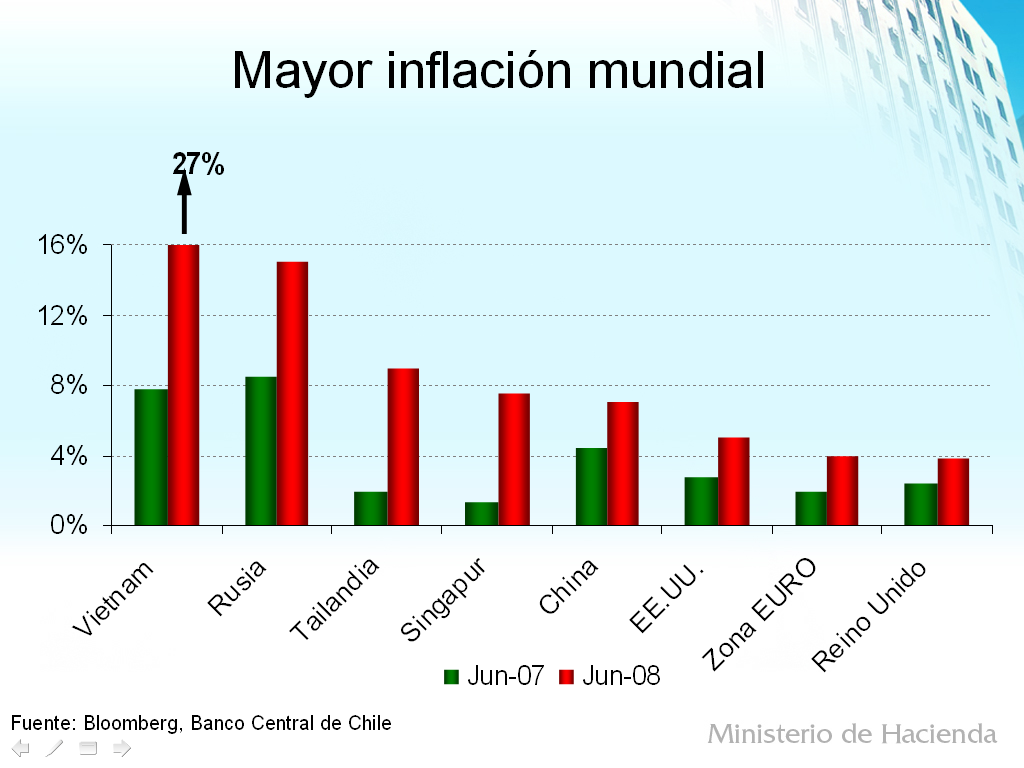 Mayor inflación mundial
27%
16%
12%
8%
4%
0%
Vietnam
Rusia
Tailandia
Singapur
China
EE.UU.
Zona EURO
Reino Unido
Jun-07 Jun-08
Fuente: Bloomberg, Banco Central de Chile
Ministerio de Hacienda